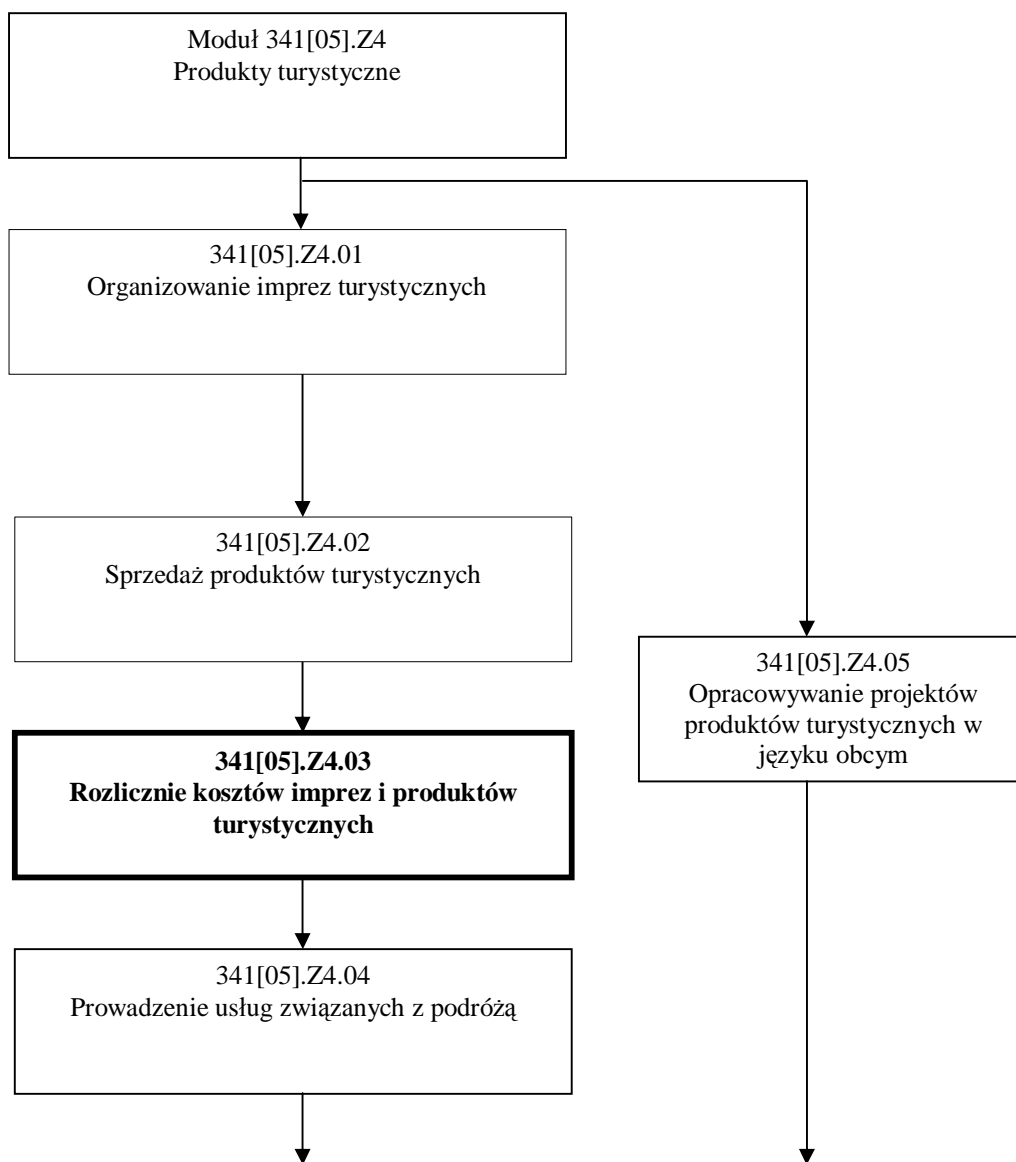 Moduł 341[05].Z4
Produkty turystyczne
341[05].Z4.01
Organizowanie imprez turystycznych
341[05].Z4.02
Sprzedaż produktów turystycznych
341[05].Z4.03
Rozlicznie kosztów imprez i produktów
turystycznych
341[05].Z4.04
Prowadzenie usług związanych z podróżą
341[05].Z4.05
Opracowywanie projektów
produktów turystycznych w
języku obcym